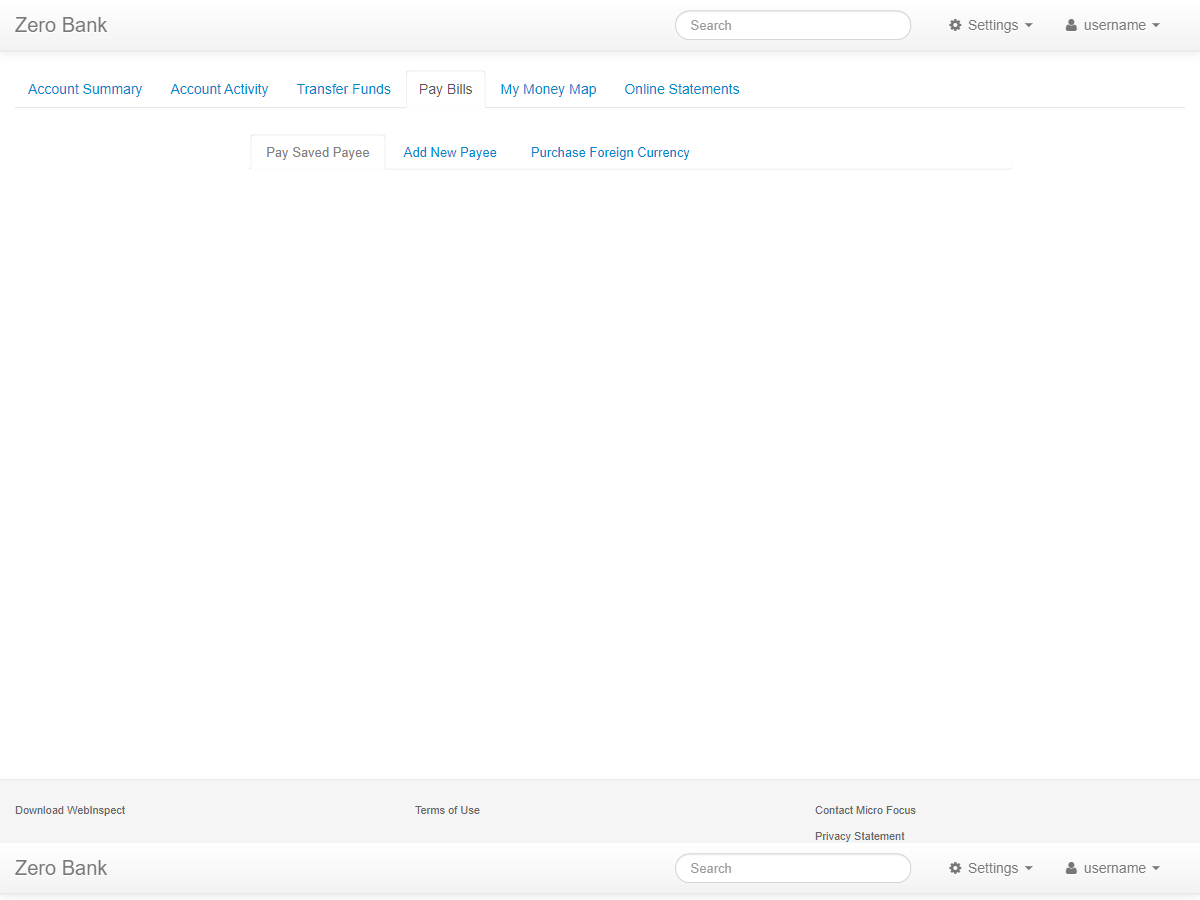 Zero Bank Search Settings username
Account Summary Account Activity Transfer Funds Pay Bills My Money Map Online Statements
Pay Saved Payee Add New Payee Purchase Foreign Currency
Download WebInspect Terms of Use Contact Micro Focus
Privacy Statement
Zero Bank Search Settings username